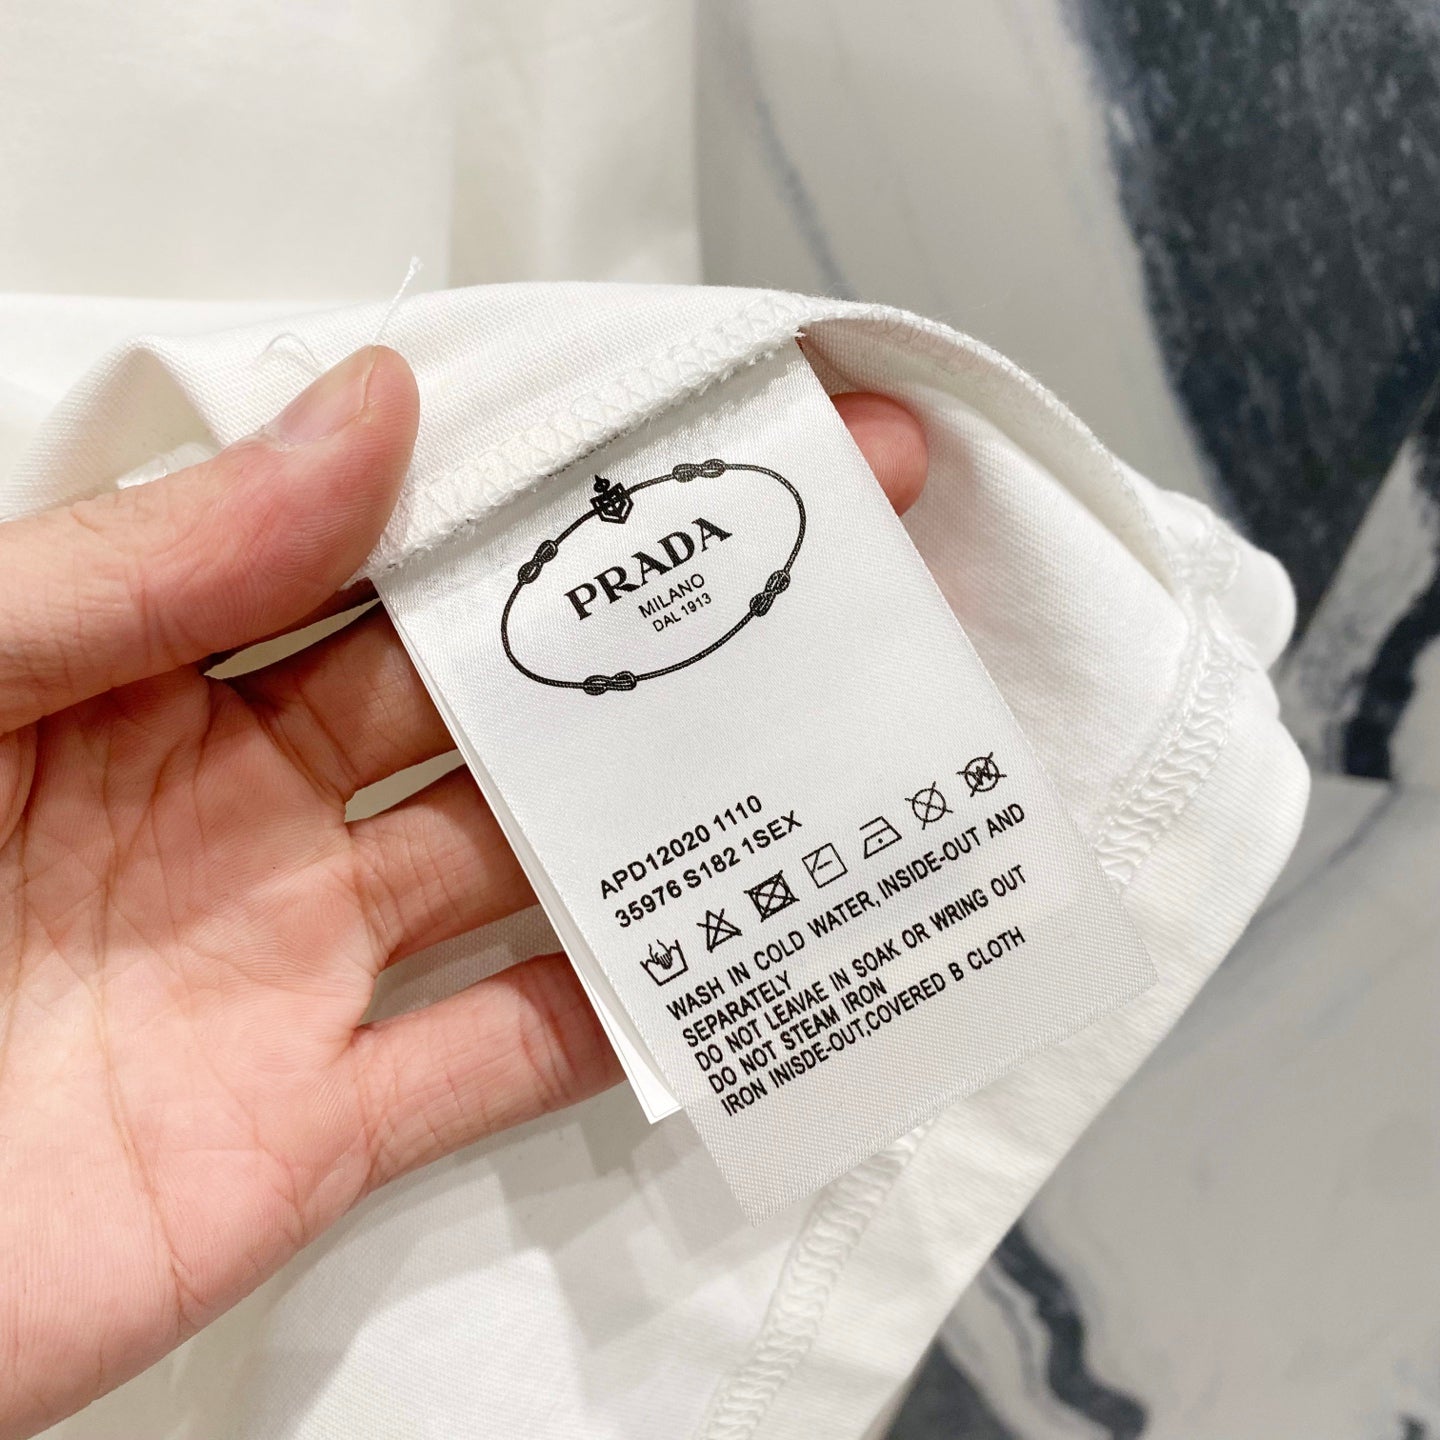 PRADA
MILANO
DAL 1913
APD12020 1110
35976 S182 1SEX
WASH IN COLD WATER, INSIDE-OUT AND
SEPARATELY
DO NOT LEAVAE IN SOAK OR WRING OUT
DO NOT STEAM IRON
IRON INISDE-OUT,COVERED B CLOTH